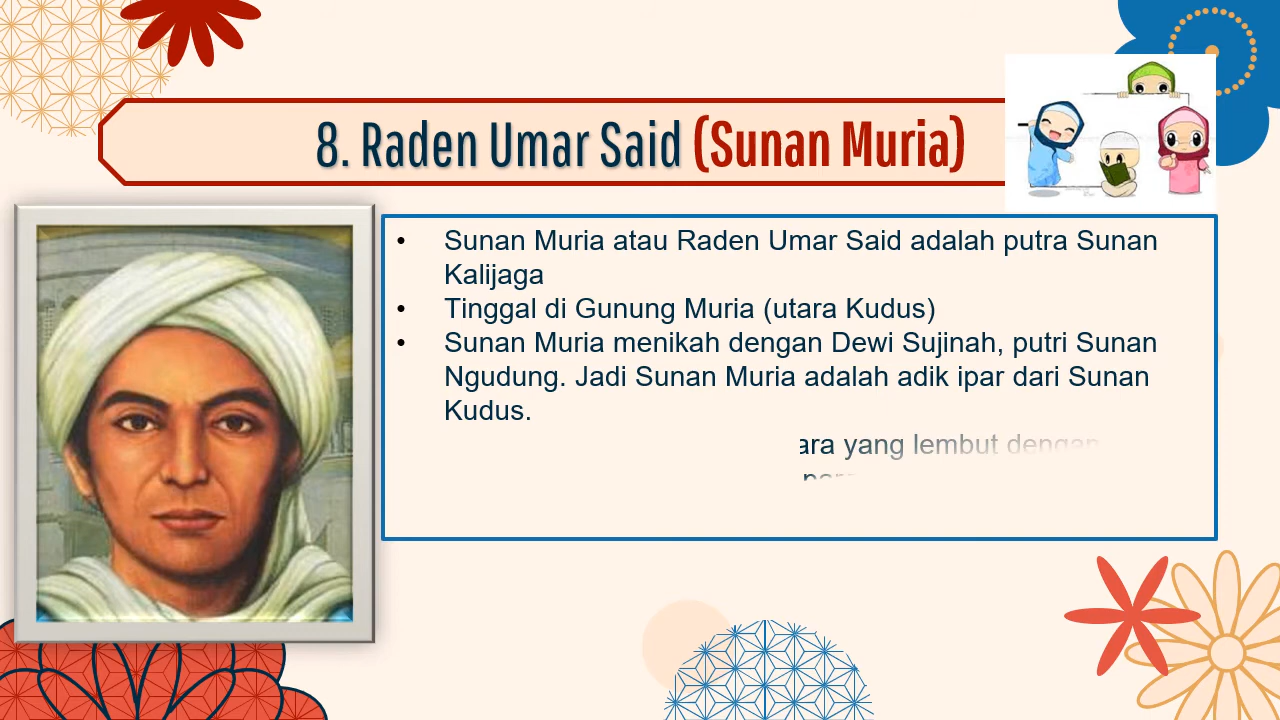 8. Raden Umar Said (Sunan Muria)
• Sunan Muria atau Raden Umar Said adalah putra Sunan
Kalijaga
• Tinggal di Gunung Muria (utara Kudus)
• Sunan Muria menikah dengan Dewi Sujinah, putri Sunan
Ngudung. Jadi Sunan Muria adalah adik ipar dari Sunan
Kudus.
yang lembut dengan